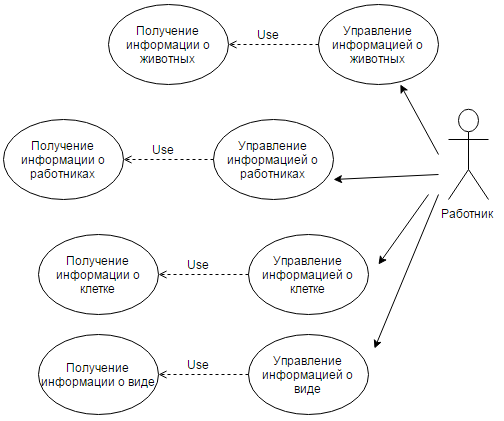 Получение
информации о
животных
Use
Управление
информацией о
животных
Получение
информации о
работниках
Use
Управление
информацией о
работниках
Работник
Получение
информации о
клетке
Use
Управление
информацией о
клетке
Получение
информации о виде
Use
Управление
информацией о
виде